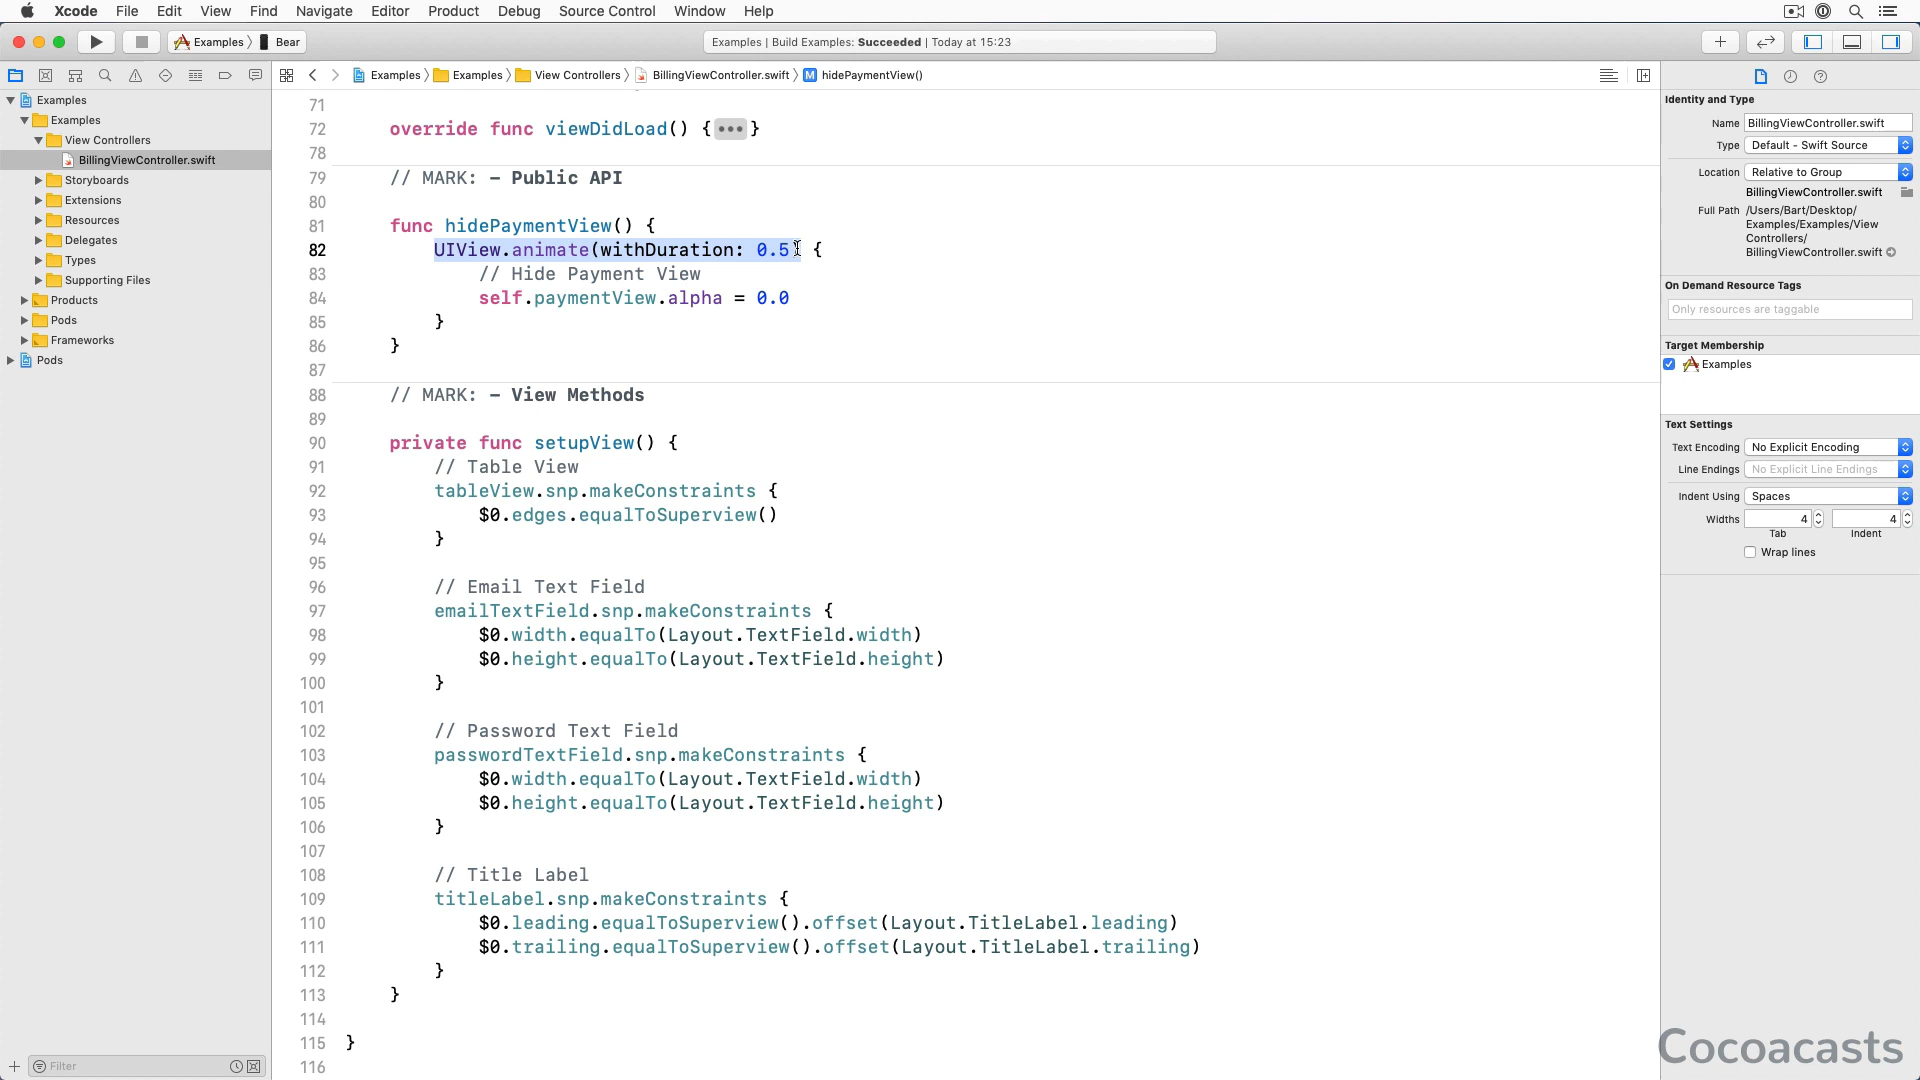 Xcode File Edit View Find Navigate Editor Product Debug Source Control Window Help
Examples Bear
Examples | Build Examples: Succeeded | Today at 15:23
Examples Examples View Controllers BillingViewController.swift M hidePaymentView()
Examples
Examples
View Controllers
BillingViewController.swift
Storyboards
Extensions
Resources
Delegates
Types
Supporting Files
Products
Pods
Frameworks
Pods
Filter
71
72 override func viewDidLoad() {•••}
78
79 // MARK: - Public API
80
81 func hidePaymentView() {
82 UIView.animate(withDuration: 0.5) {
83 // Hide Payment View
84 self.paymentView.alpha = 0.0
85 }
86 }
87
88 // MARK: - View Methods
89
90 private func setupView() {
91 // Table View
92 tableView.snp.makeConstraints {
93 $0.edges.equalToSuperview()
94 }
95
96 // Email Text Field
97 emailTextField.snp.makeConstraints {
98 $0.width.equalTo(Layout.TextField.width)
99 $0.height.equalTo(Layout.TextField.height)
100 }
101
102 // Password Text Field
103 passwordTextField.snp.makeConstraints {
104 $0.width.equalTo(Layout.TextField.width)
105 $0.height.equalTo(Layout.TextField.height)
106 }
107
108 // Title Label
109 titleLabel.snp.makeConstraints {
110 $0.leading.equalToSuperview().offset(Layout.TitleLabel.leading)
111 $0.trailing.equalToSuperview().offset(Layout.TitleLabel.trailing)
112 }
113 }
114
115 }
116
Identity and Type
Name BillingViewController.swift
Type Default - Swift Source
Location Relative to Group
BillingViewController.swift
Full Path /Users/Bart/Desktop/
Examples/Examples/View
Controllers/
BillingViewController.swift
On Demand Resource Tags
Only resources are taggable
Target Membership
Examples
Text Settings
Text Encoding No Explicit Encoding
Line Endings No Explicit Line Endings
Indent Using Spaces
Widths 4 4
Tab Indent
Wrap lines
Cocoacasts